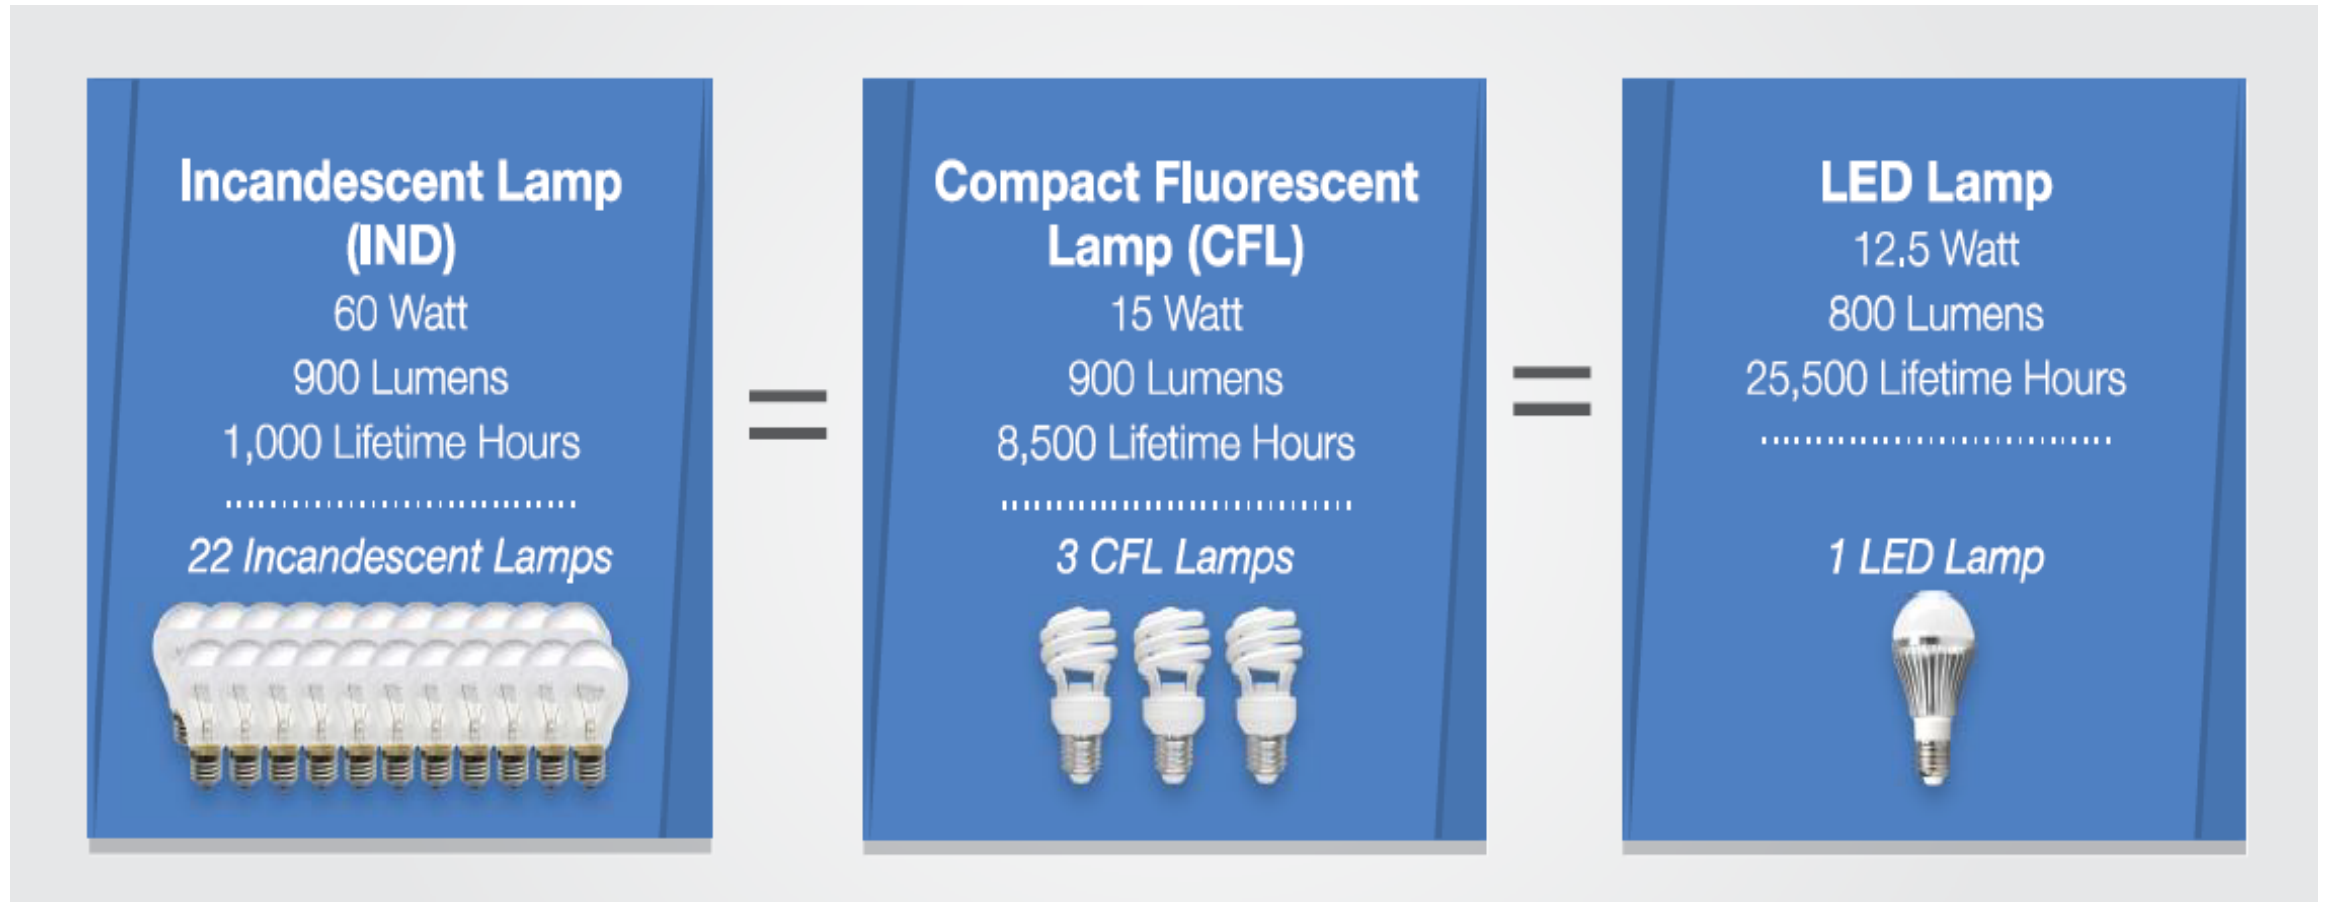 Incandescent Lamp
(IND)
60 Watt
900 Lumens
1,000 Lifetime Hours
22 Incandescent Lamps
=
Compact Fluorescent
Lamp (CFL)
15 Watt
900 Lumens
8,500 Lifetime Hours
3 CFL Lamps
=
LED Lamp
12.5 Watt
800 Lumens
25,500 Lifetime Hours
1 LED Lamp